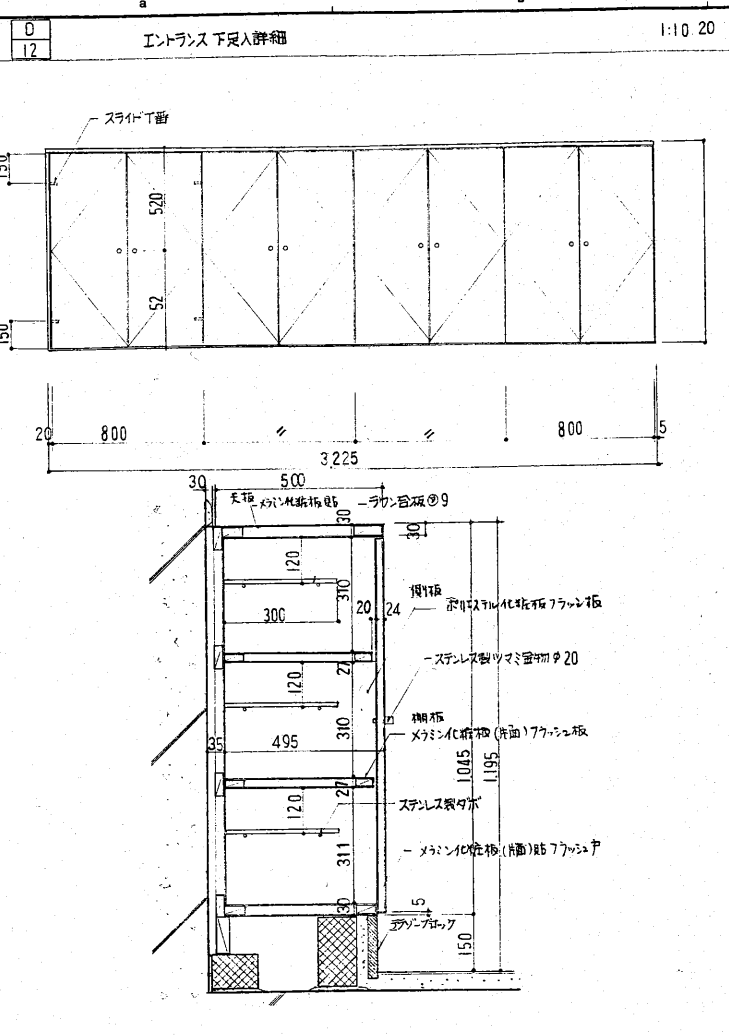 a
D
12
エントランス 下足入詳細
1:10 20
スライド丁番
150
520
52
150
20
800
〃
〃
800
5
3,225
30
500
天板
メラミン化粧板貼
ラワン合板⑦9
30
30
120
310
側板
ポリエステル化粧板フラッシュ板
300
20
24
ステンレス製ツマミ金物φ20
27
120
310
棚板
メラミン化粧板(片面)フラッシュ板
35
495
1,045
1,195
27
120
ステンレス製ダボ
311
メラミン化粧板(片面)貼フラッシュ戸
30
5
テラゾーブロック
150